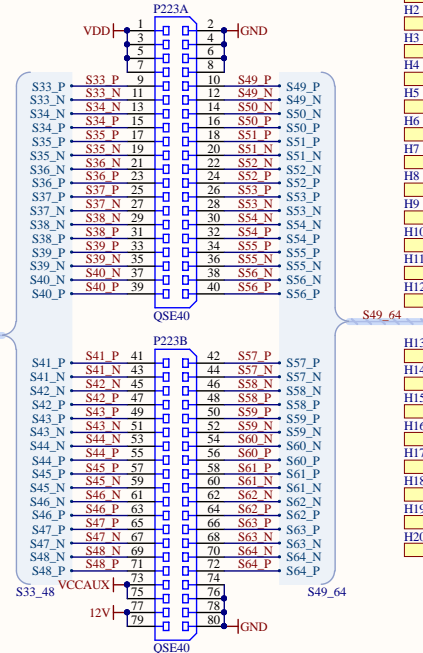 P223A H2
VDD 1 2 GND
3 4 H3
5 6
7 8 H4
S33_P S33_P 9 10 S49_P S49_P
S33_N S33_N 11 12 S49_N S49_N H5
S34_N S34_N 13 14 S50_N S50_N
S34_P S34_P 15 16 S50_P S50_P H6
S35_P S35_P 17 18 S51_P S51_P
S35_N S35_N 19 20 S51_N S51_N H7
S36_N S36_N 21 22 S52_N S52_N
S36_P S36_P 23 24 S52_P S52_P H8
S37_P S37_P 25 26 S53_P S53_P
S37_N S37_N 27 28 S53_N S53_N H9
S38_N S38_N 29 30 S54_N S54_N
S38_P S38_P 31 32 S54_P S54_P H10
S39_P S39_P 33 34 S55_P S55_P
S39_N S39_N 35 36 S55_N S55_N H11
S40_N S40_N 37 38 S56_N S56_N
S40_P S40_P 39 40 S56_P S56_P H12
QSE40 S49_64
P223B H13
S41_P S41_P 41 42 S57_P S57_P
S41_N S41_N 43 44 S57_N S57_N H14
S42_N S42_N 45 46 S58_N S58_N
S42_P S42_P 47 48 S58_P S58_P H15
S43_P S43_P 49 50 S59_P S59_P
S43_N S43_N 51 52 S59_N S59_N H16
S44_N S44_N 53 54 S60_N S60_N
S44_P S44_P 55 56 S60_P S60_P H17
S45_P S45_P 57 58 S61_P S61_P
S45_N S45_N 59 60 S61_N S61_N H18
S46_N S46_N 61 62 S62_N S62_N
S46_P S46_P 63 64 S62_P S62_P H19
S47_P S47_P 65 66 S63_P S63_P
S47_N S47_N 67 68 S63_N S63_N H20
S48_N S48_N 69 70 S64_N S64_N
S48_P S48_P 71 72 S64_P S64_P
S33_48 VCCAUX 73 74 S49_64
75 76
12V 77 78
79 80 GND
QSE40